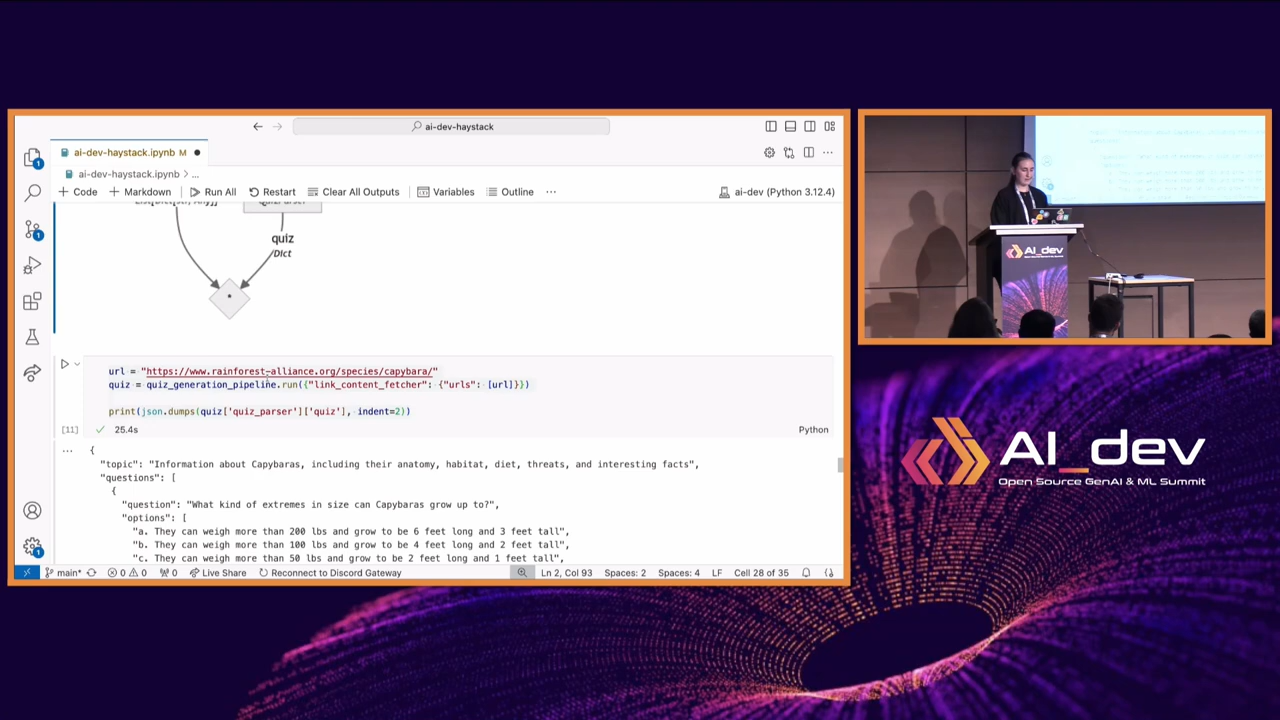 ai-dev-haystack
ai-dev-haystack.ipynb M
ai-dev-haystack.ipynb > ...
+ Code + Markdown Run All Restart Clear All Outputs Variables Outline ... ai-dev (Python 3.12.4)
quiz
Dict
*
url = "https://www.rainforest-alliance.org/species/capybara/"
quiz = quiz_generation_pipeline.run({"link_content_fetcher": {"urls": [url]}})
print(json.dumps(quiz['quiz_parser']['quiz'], indent=2))
[11] 25.4s Python
... {
"topic": "Information about Capybaras, including their anatomy, habitat, diet, threats, and interesting facts",
"questions": [
{
"question": "What kind of extremes in size can Capybaras grow up to?",
"options": [
"a. They can weigh more than 200 lbs and grow to be 6 feet long and 3 feet tall",
"b. They can weigh more than 100 lbs and grow to be 4 feet long and 2 feet tall",
"c. They can weigh more than 50 lbs and grow to be 2 feet long and 1 feet tall",
main* 0 0 0 Live Share Reconnect to Discord Gateway Ln 2, Col 93 Spaces: 2 Spaces: 4 LF Cell 28 of 35
1
1
1
AI_dev
AI_dev
Open Source GenAI & ML Summit